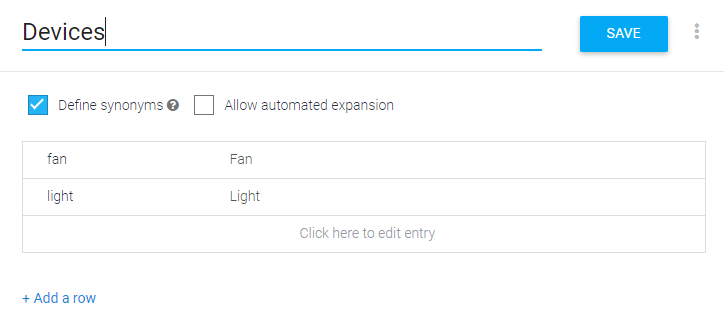 Devices
SAVE
Define synonyms
Allow automated expansion
fan Fan
light Light
Click here to edit entry
+ Add a row